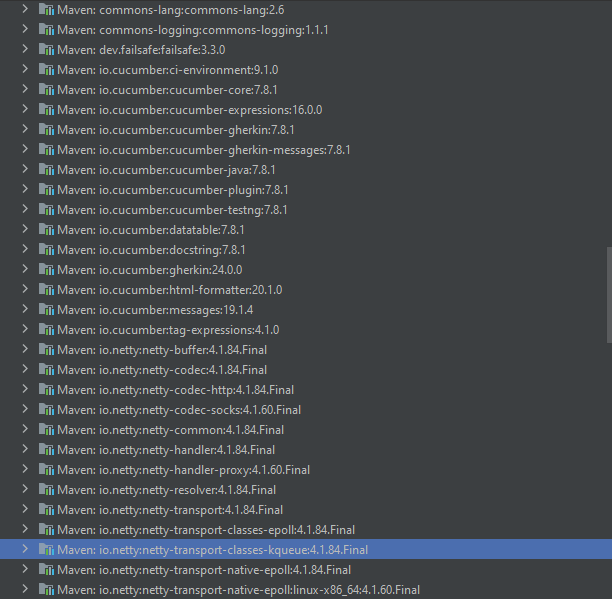 Maven: commons-lang:commons-lang:2.6
Maven: commons-logging:commons-logging:1.1.1
Maven: dev.failsafe:failsafe:3.3.0
Maven: io.cucumber:ci-environment:9.1.0
Maven: io.cucumber:cucumber-core:7.8.1
Maven: io.cucumber:cucumber-expressions:16.0.0
Maven: io.cucumber:cucumber-gherkin:7.8.1
Maven: io.cucumber:cucumber-gherkin-messages:7.8.1
Maven: io.cucumber:cucumber-java:7.8.1
Maven: io.cucumber:cucumber-plugin:7.8.1
Maven: io.cucumber:cucumber-testng:7.8.1
Maven: io.cucumber:datatable:7.8.1
Maven: io.cucumber:docstring:7.8.1
Maven: io.cucumber:gherkin:24.0.0
Maven: io.cucumber:html-formatter:20.1.0
Maven: io.cucumber:messages:19.1.4
Maven: io.cucumber:tag-expressions:4.1.0
Maven: io.netty:netty-buffer:4.1.84.Final
Maven: io.netty:netty-codec:4.1.84.Final
Maven: io.netty:netty-codec-http:4.1.84.Final
Maven: io.netty:netty-codec-socks:4.1.60.Final
Maven: io.netty:netty-common:4.1.84.Final
Maven: io.netty:netty-handler:4.1.84.Final
Maven: io.netty:netty-handler-proxy:4.1.60.Final
Maven: io.netty:netty-resolver:4.1.84.Final
Maven: io.netty:netty-transport:4.1.84.Final
Maven: io.netty:netty-transport-classes-epoll:4.1.84.Final
Maven: io.netty:netty-transport-classes-kqueue:4.1.84.Final
Maven: io.netty:netty-transport-native-epoll:4.1.84.Final
Maven: io.netty:netty-transport-native-epoll:linux-x86_64:4.1.60.Final